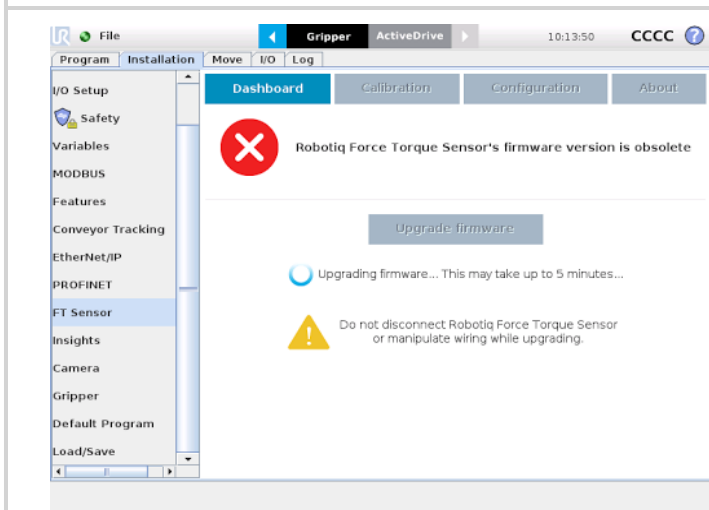 UR File Gripper ActiveDrive 10:13:50 CCCC ?
Program Installation Move I/O Log
I/O Setup
Safety
Variables
MODBUS
Features
Conveyor Tracking
EtherNet/IP
PROFINET
FT Sensor
Insights
Camera
Gripper
Default Program
Load/Save
Dashboard Calibration Configuration About
Robotiq Force Torque Sensor's firmware version is obsolete
Upgrade firmware
Upgrading firmware... This may take up to 5 minutes...
Do not disconnect Robotiq Force Torque Sensor
or manipulate wiring while upgrading.